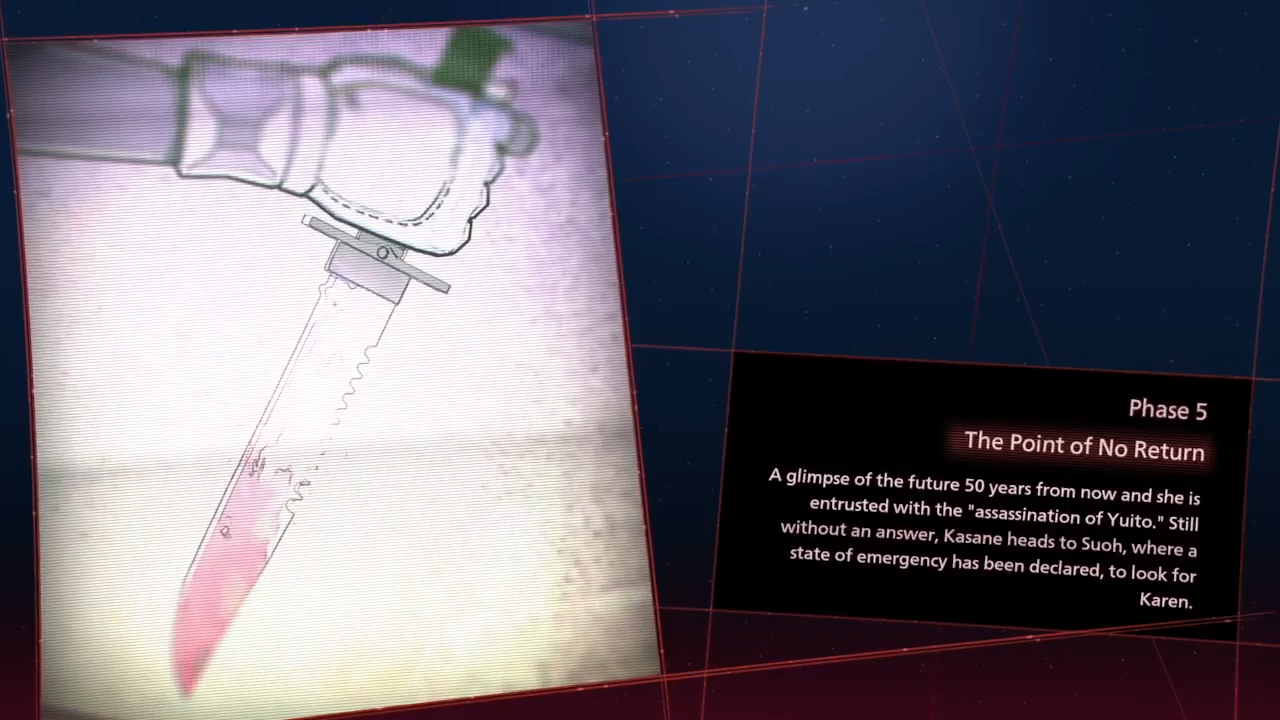 Phase 5
The Point of No Return
A glimpse of the future 50 years from now and she is
entrusted with the "assassination of Yuito." Still
without an answer, Kasane heads to Suoh, where a
state of emergency has been declared, to look for
Karen.